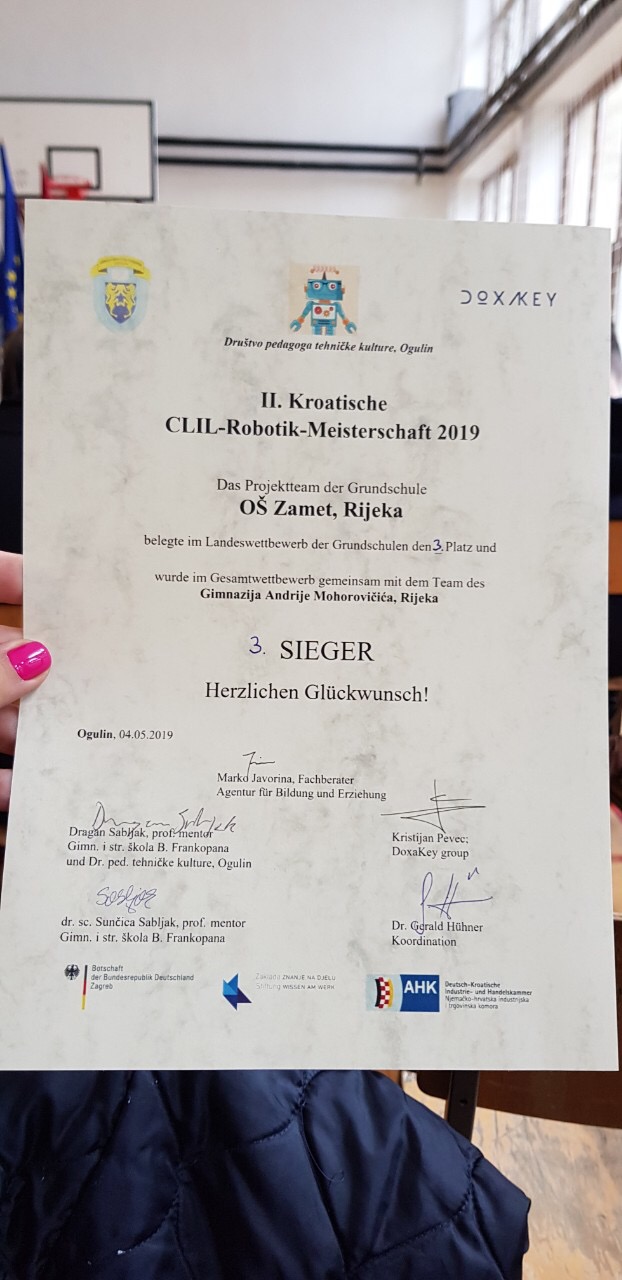 DOXAKEY
Društvo pedagoga tehničke kulture, Ogulin
II. Kroatische
CLIL-Robotik-Meisterschaft 2019
Das Projektteam der Grundschule
OŠ Zamet, Rijeka
belegte im Landeswettbewerb der Grundschulen den 3. Platz und
wurde im Gesamtwettbewerb gemeinsam mit dem Team des
Gimnazija Andrije Mohorovičića, Rijeka
3. SIEGER
Herzlichen Glückwunsch!
Ogulin, 04.05.2019
Marko Javorina, Fachberater
Agentur für Bildung und Erziehung
Dragan Sabljak, prof. mentor
Gimn. i str. škola B. Frankopana
und Dr. ped. tehničke kulture, Ogulin
Kristijan Pevec;
DoxaKey group
dr. sc. Sunčica Sabljak, prof. mentor
Gimn. i str. škola B. Frankopana
Dr. Gerald Hühner
Koordination
Botschaft
der Bundesrepublik Deutschland
Zagreb
Zaklada ZNANJE NA DJELU
Stiftung WISSEN AM WERK
AHK
Deutsch-Kroatische
Industrie- und Handelskammer
Njemačko-hrvatska industrijska
i trgovinska komora